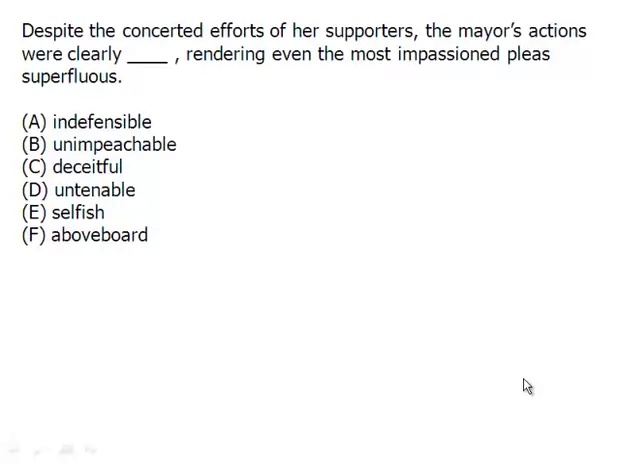 Despite the concerted efforts of her supporters, the mayor's actions
were clearly ____ , rendering even the most impassioned pleas
superfluous.
(A) indefensible
(B) unimpeachable
(C) deceitful
(D) untenable
(E) selfish
(F) aboveboard